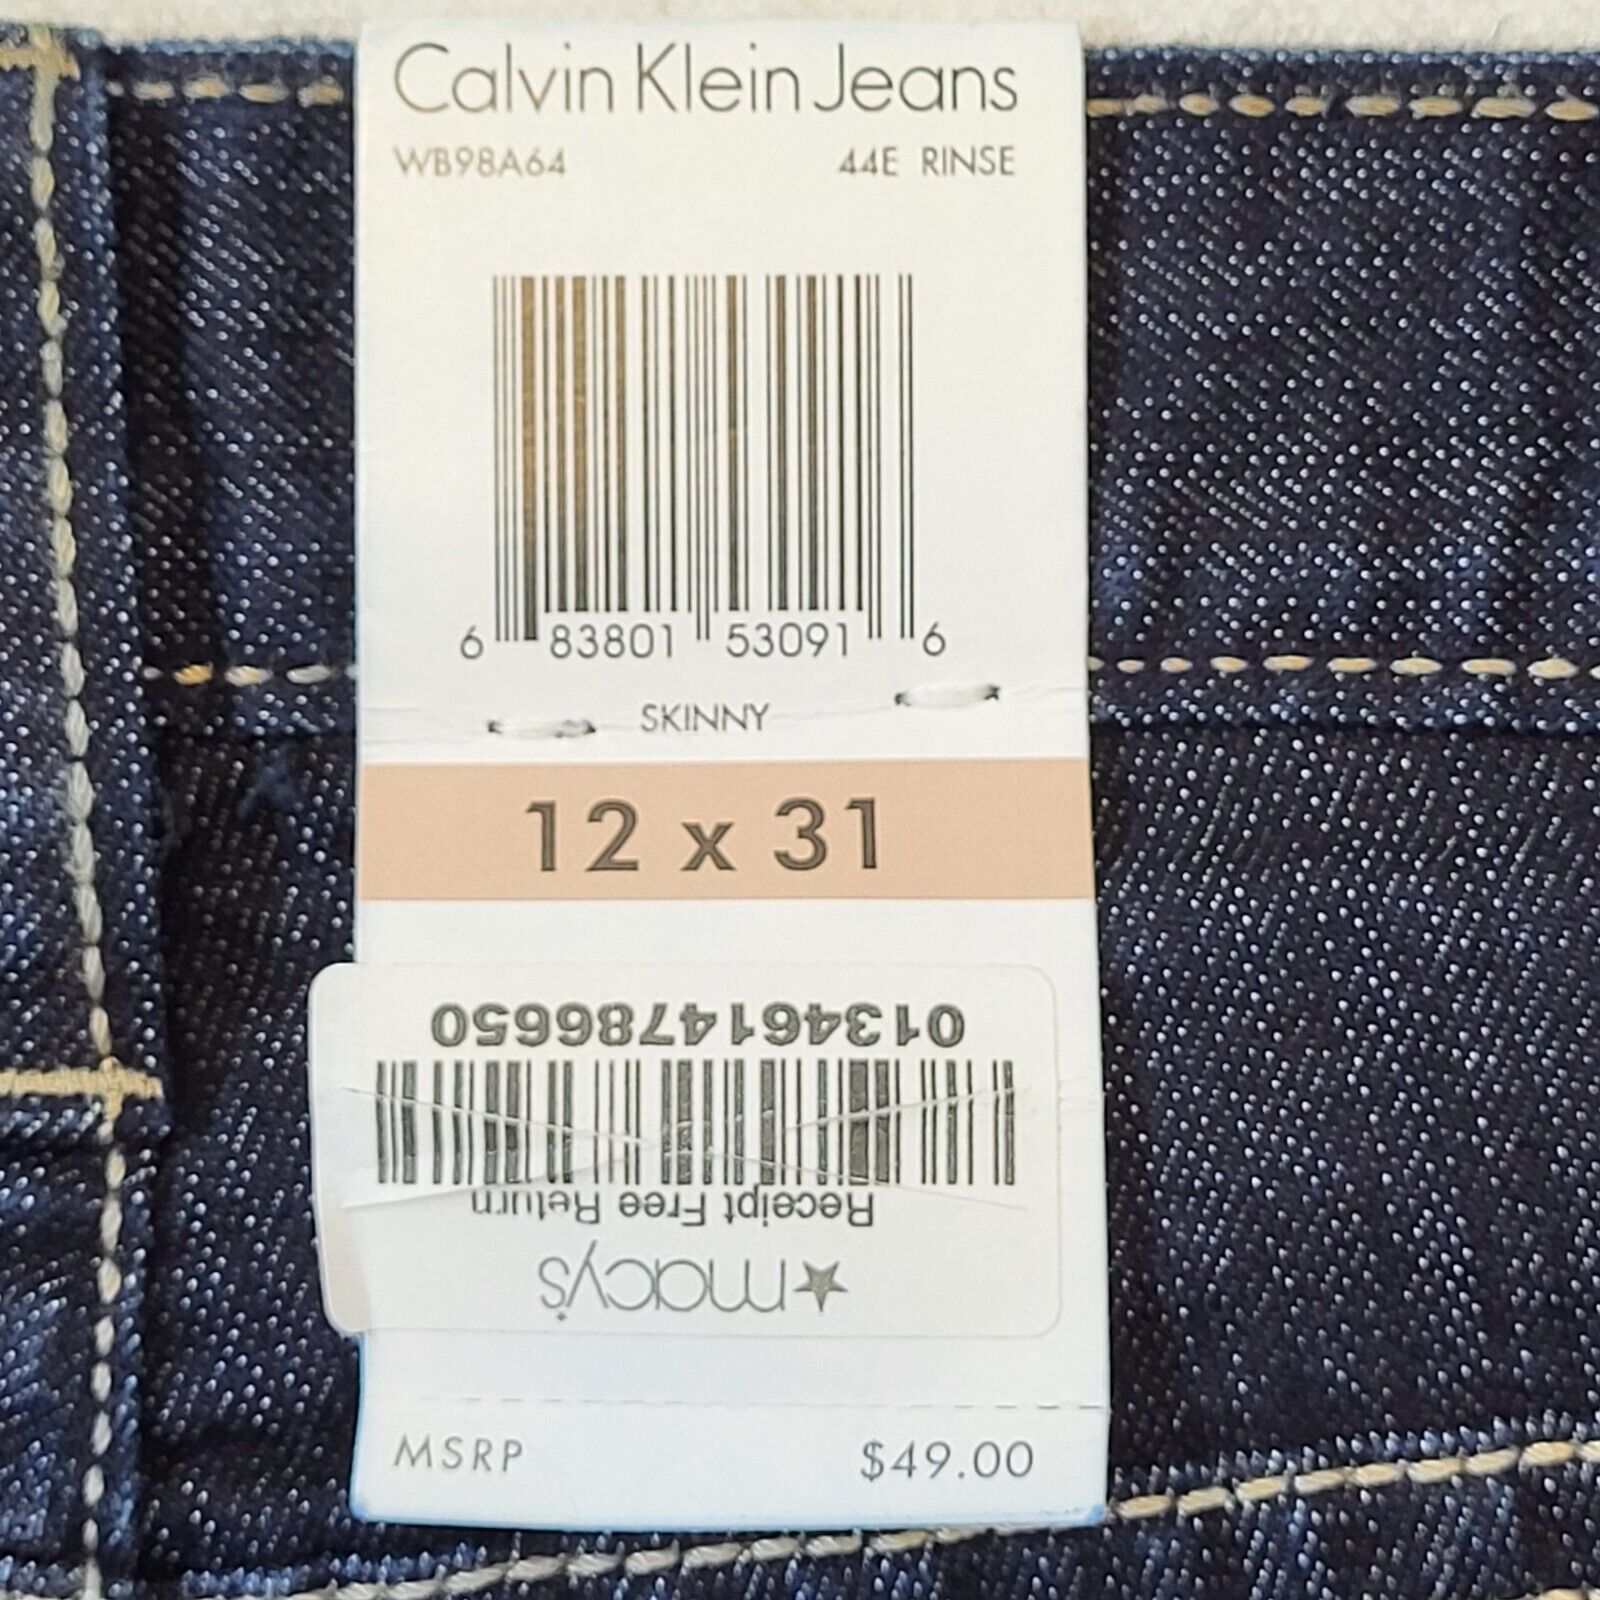 Calvin Klein Jeans
WB98A64 44E RINSE
6 83801 53091 6
SKINNY
12 x 31
★macy's
Receipt Free Return
0134614786650
MSRP $49.00